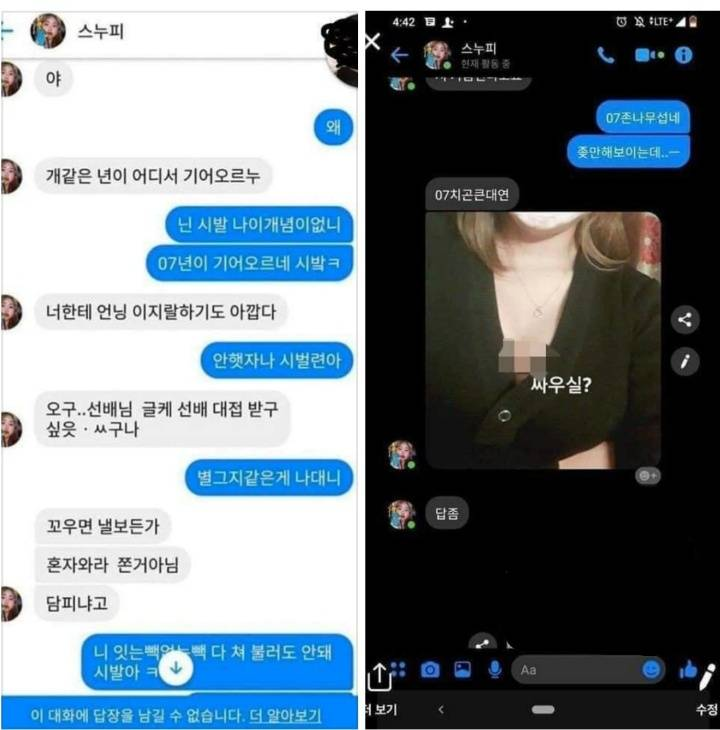 스누피
야
왜
개같은 년이 어디서 기어오르누
닌 시발 나이개념이없니
07년이 기어오르네 시발ㅋ
너한테 언닝 이지랄하기도 아깝다
안햇자나 시벌련아
오구..선배님 글케 선배 대접 받구
싶읏 · ㅆ구나
별그지같은게 나대니
꼬우면 낼보든가
혼자와라 쫀거아님
담피냐고
니 잇는빽 빽 다 쳐 불러도 안돼
시발아 ㅋ
이 대화에 답장을 남길 수 없습니다. 더 알아보기
4:42
LTE+
스누피
현재 활동 중
07존나무섭네
좆만해보이는데..ㅡ
07치곤큰대연
싸우실?
답좀
Aa
더 보기
수정